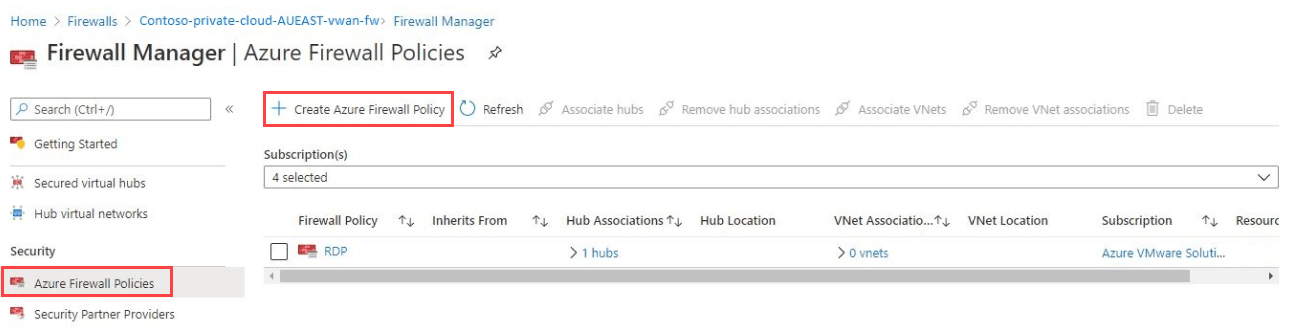 Home > Firewalls > Contoso-private-cloud-AUEAST-vwan-fw> Firewall Manager
Firewall Manager | Azure Firewall Policies
Search (Ctrl+/) «
Getting Started
Secured virtual hubs
Hub virtual networks
Security
Azure Firewall Policies
Security Partner Providers
+ Create Azure Firewall Policy Refresh Associate hubs Remove hub associations Associate VNets Remove VNet associations Delete
Subscription(s)
4 selected
Firewall Policy ↑↓ Inherits From ↑↓ Hub Associations ↑↓ Hub Location VNet Associatio...↑↓ VNet Location Subscription ↑↓ Resourc
RDP > 1 hubs > 0 vnets Azure VMware Soluti...